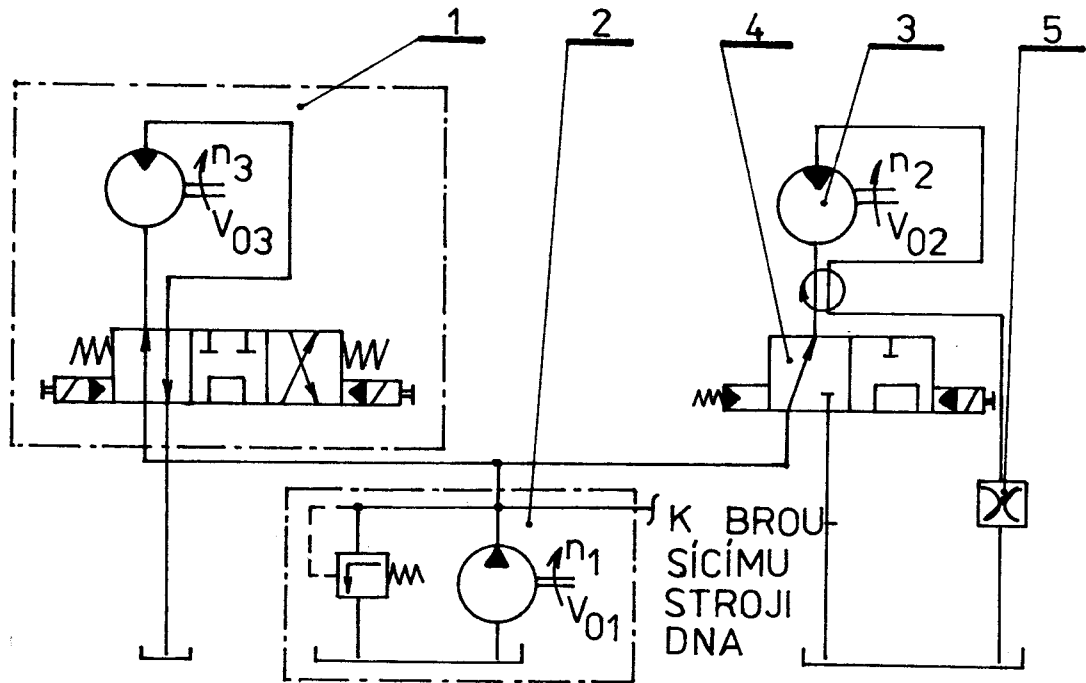 1
2
4
3
5
n3
V03
n2
V02
n1
V01
K BROU-
SÍCÍMU
STROJI
DNA